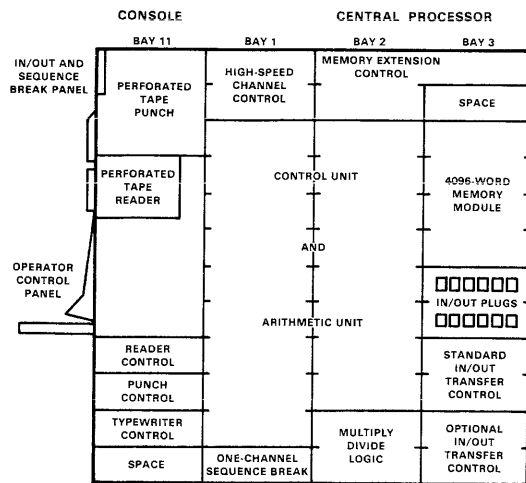 CONSOLE
CENTRAL PROCESSOR
BAY 11
BAY 1
BAY 2
BAY 3
IN/OUT AND
SEQUENCE
BREAK PANEL
PERFORATED
TAPE
PUNCH
HIGH-SPEED
CHANNEL
CONTROL
MEMORY EXTENSION
CONTROL
SPACE
PERFORATED
TAPE
READER
CONTROL UNIT
AND
ARITHMETIC UNIT
4096-WORD
MEMORY
MODULE
OPERATOR
CONTROL
PANEL
IN/OUT PLUGS
READER
CONTROL
PUNCH
CONTROL
TYPEWRITER
CONTROL
SPACE
ONE-CHANNEL
SEQUENCE BREAK
MULTIPLY
DIVIDE
LOGIC
STANDARD
IN/OUT
TRANSFER
CONTROL
OPTIONAL
IN/OUT
TRANSFER
CONTROL